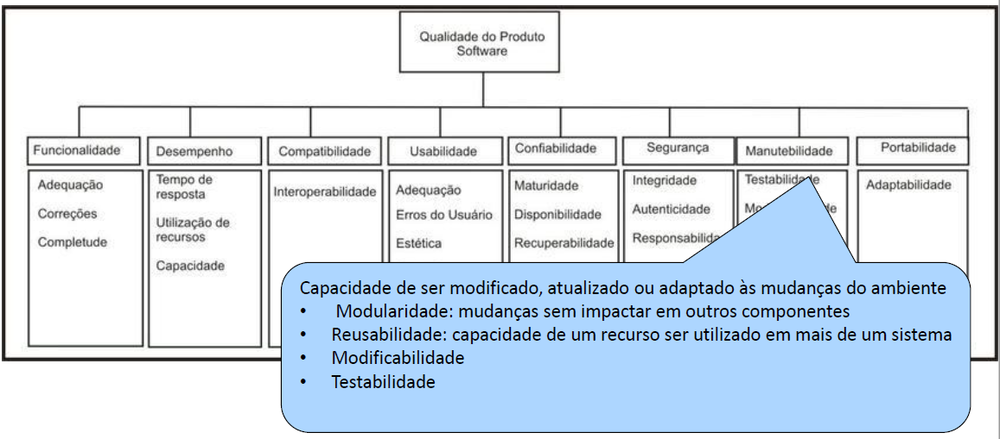 Qualidade do Produto
Software
Funcionalidade
Adequação
Correções
Completude
Desempenho
Tempo de
resposta
Utilização de
recursos
Capacidade
Compatibilidade
Interoperabilidade
Usabilidade
Adequação
Erros do Usuário
Estética
Confiabilidade
Maturidade
Disponibilidade
Recuperabilidade
Segurança
Integridade
Autenticidade
Manutebilidade
Testabilidade
Portabilidade
Adaptabilidade
Capacidade de ser modificado, atualizado ou adaptado às mudanças do ambiente
• Modularidade: mudanças sem impactar em outros componentes
• Reusabilidade: capacidade de um recurso ser utilizado em mais de um sistema
• Modificabilidade
• Testabilidade